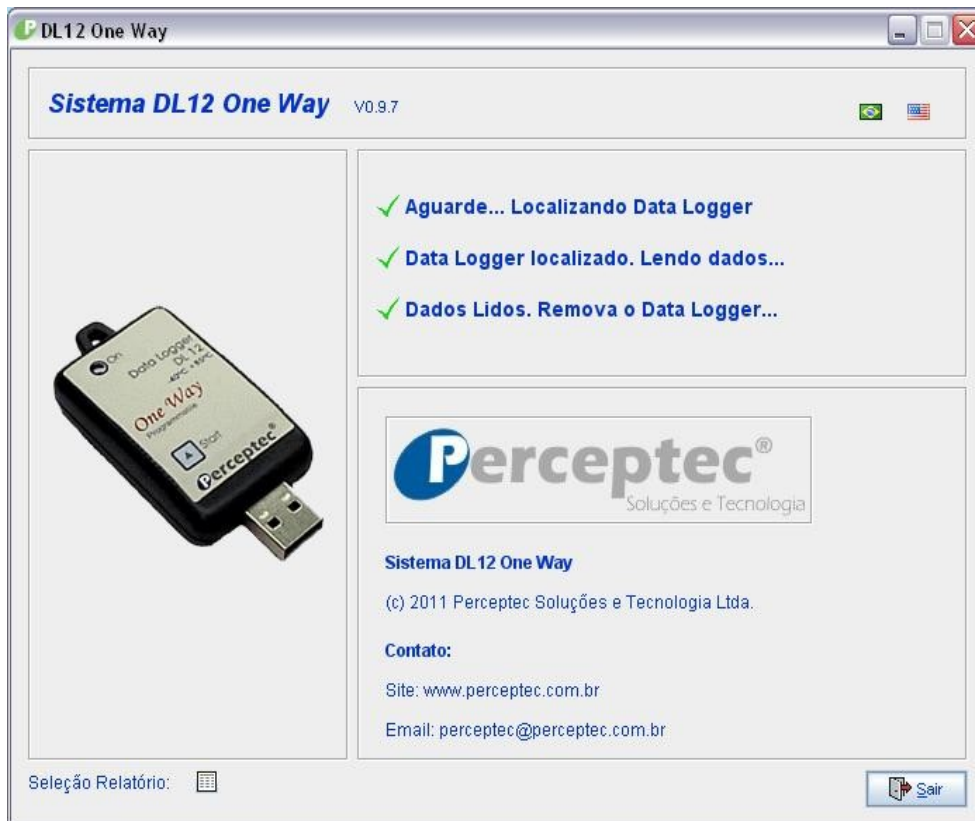 DL12 One Way
Sistema DL12 One Way V0.9.7
Aguarde... Localizando Data Logger
Data Logger localizado. Lendo dados...
Dados Lidos. Remova o Data Logger...
On
Data Logger
DL 12
-40ºC +80ºC
One Way
Programmable
Start
Perceptec®
Perceptec®
Soluções e Tecnologia
Sistema DL12 One Way
(c) 2011 Perceptec Soluções e Tecnologia Ltda.
Contato:
Site: www.perceptec.com.br
Email: perceptec@perceptec.com.br
Seleção Relatório:
Sair